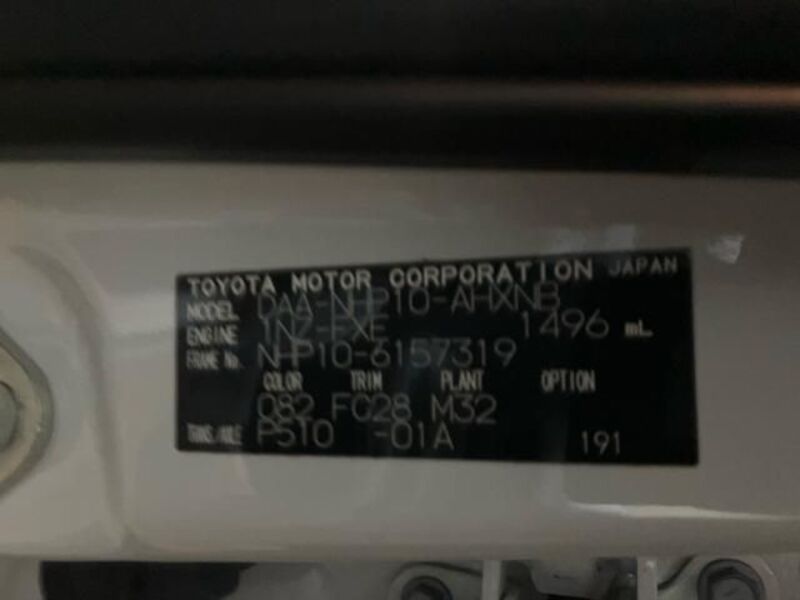 TOYOTA MOTOR CORPORATION JAPAN
MODEL DAA-NHP10-AHXNB
ENGINE 1NZ-FXE 1496 mL
FRAME No. NHP10-6157319
COLOR TRIM PLANT OPTION
082 FC28 M32
TRANS./AXLE P510 -01A 191